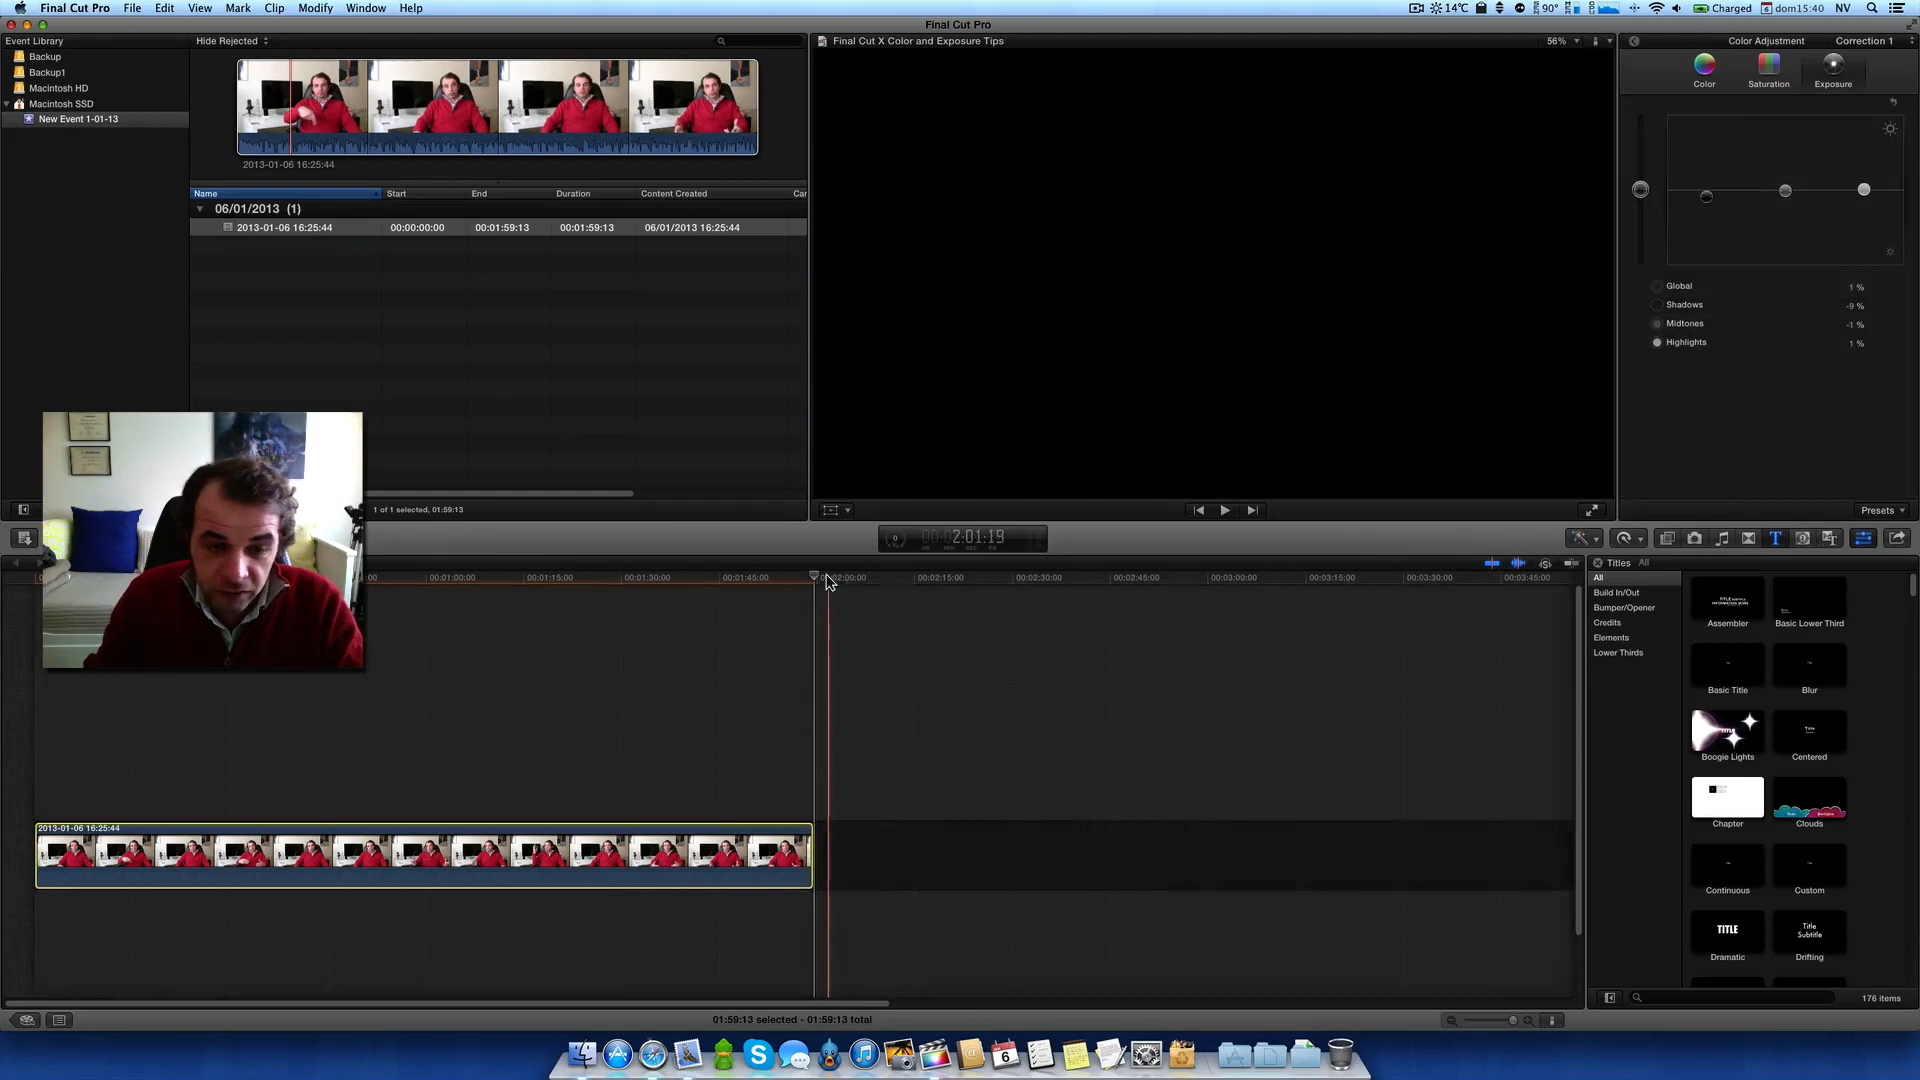 Final Cut Pro File Edit View Mark Clip Modify Window Help 14°C 90° Charged dom15:40 NV
Final Cut Pro
Event Library
Backup
Backup1
Macintosh HD
Macintosh SSD
New Event 1-01-13
Hide Rejected
2013-01-06 16:25:44
Name Start End Duration Content Created
06/01/2013 (1)
2013-01-06 16:25:44 00:00:00:00 00:01:59:13 00:01:59:13 06/01/2013 16:25:44
1 of 1 selected, 01:59:13
Final Cut X Color and Exposure Tips 56%
Color Adjustment Correction 1
Color Saturation Exposure
Global 1 %
Shadows -9 %
Midtones -1 %
Highlights 1 %
Presets
2:01:19
00:01:00:00 00:01:15:00 00:01:30:00 00:01:45:00 00:02:00:00 00:02:15:00 00:02:30:00 00:02:45:00 00:03:00:00 00:03:15:00 00:03:30:00 00:03:45:00
2013-01-06 16:25:44
01:59:13 selected - 01:59:13 total
Titles All
All
Build In/Out
Bumper/Opener
Credits
Elements
Lower Thirds
Assembler Basic Lower Third
Basic Title Blur
Boogie Lights Centered
Chapter Clouds
Continuous Custom
TITLE Title
Subtitle
Dramatic Drifting
176 items
6